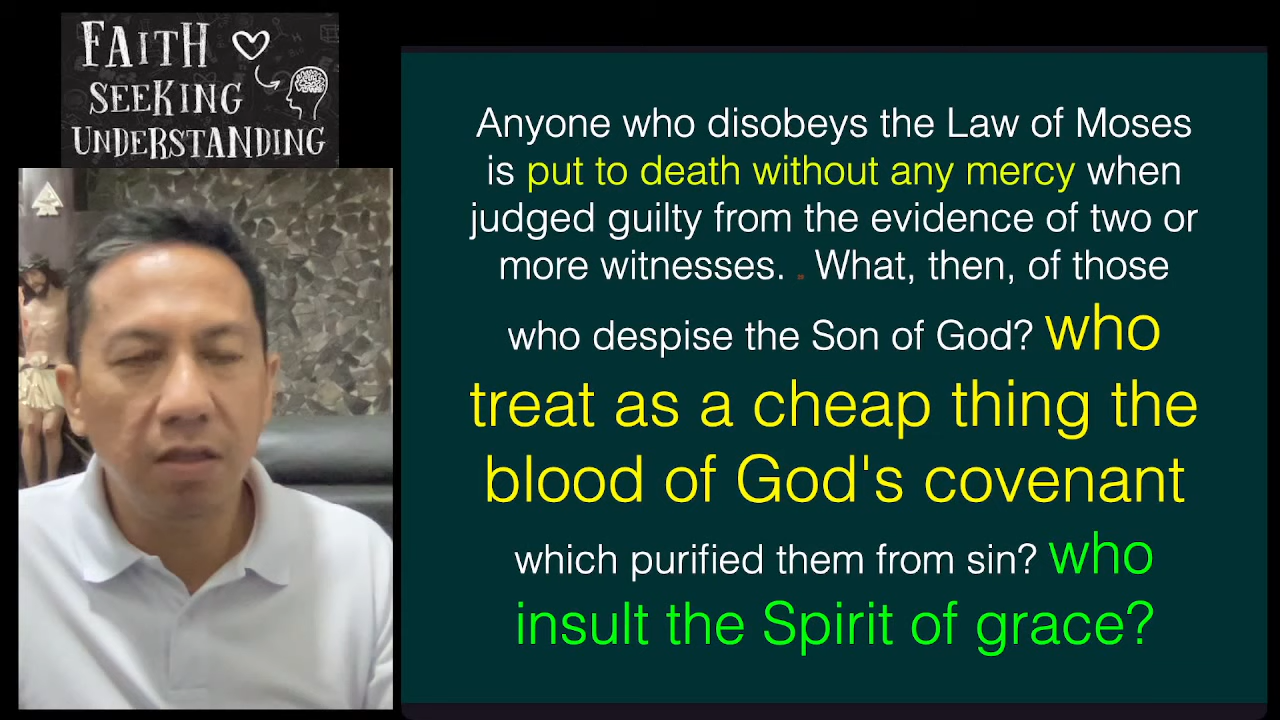 FAITH
SEEKING
UNDERSTANDING
Anyone who disobeys the Law of Moses
is put to death without any mercy when
judged guilty from the evidence of two or
more witnesses. . What, then, of those
who despise the Son of God? who
treat as a cheap thing the
blood of God's covenant
which purified them from sin? who
insult the Spirit of grace?